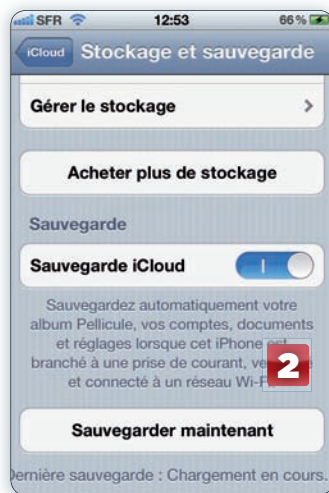 SFR 12:53 66 %
iCloud Stockage et sauvegarde
Gérer le stockage
Acheter plus de stockage
Sauvegarde
Sauvegarde iCloud
Sauvegardez automatiquement votre
album Pellicule, vos comptes, documents
et réglages lorsque cet iPhone est
branché à une prise de courant,
et connecté à un réseau Wi-Fi.
2
Sauvegarder maintenant
Dernière sauvegarde : Chargement en cours.